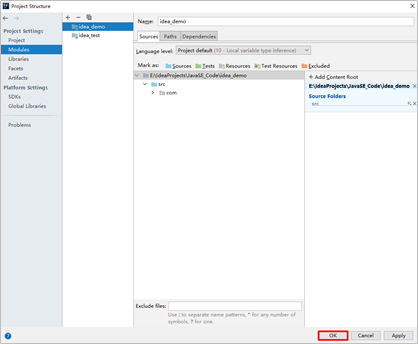 Project Structure
Project Settings
Project
Modules
Libraries
Facets
Artifacts
Platform Settings
SDKs
Global Libraries
Problems
idea_demo
idea_test
Name: idea_demo
Sources Paths Dependencies
Language level: Project default (10 - Local variable type inference)
Mark as: Sources Tests Resources Test Resources Excluded
E:\IdeaProjects\JavaSE_Code\idea_demo
src
com
+ Add Content Root
E:\IdeaProjects\JavaSE_Code\idea_demo
Source Folders
src
Exclude files:
Use ; to separate name patterns, * for any number of
symbols, ? for one.
? OK Cancel Apply